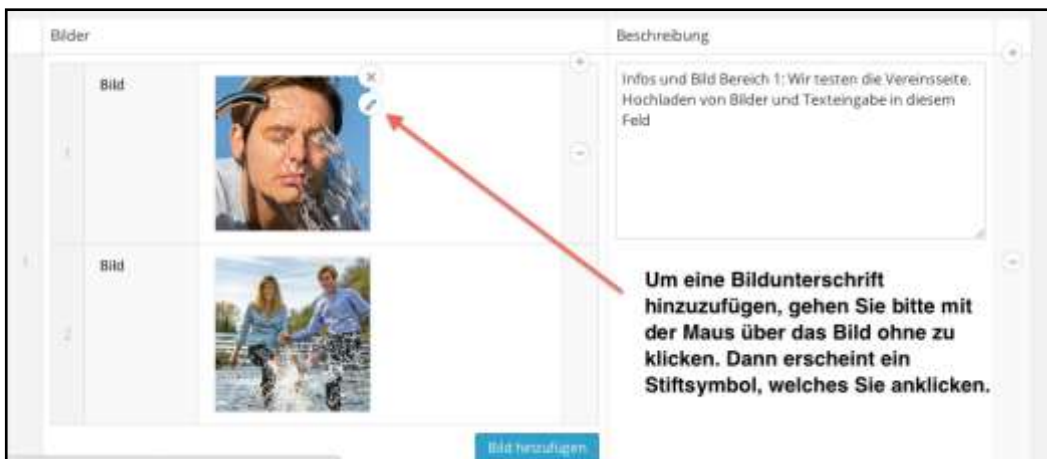 Bilder
Beschreibung
Bild
1
Infos und Bild Bereich 1: Wir testen die Vereinsseite.
Hochladen von Bilder und Texteingabe in diesem
Feld
Bild
2
1
Um eine Bildunterschrift
hinzuzufügen, gehen Sie bitte mit
der Maus über das Bild ohne zu
klicken. Dann erscheint ein
Stiftsymbol, welches Sie anklicken.
Bild hinzufügen